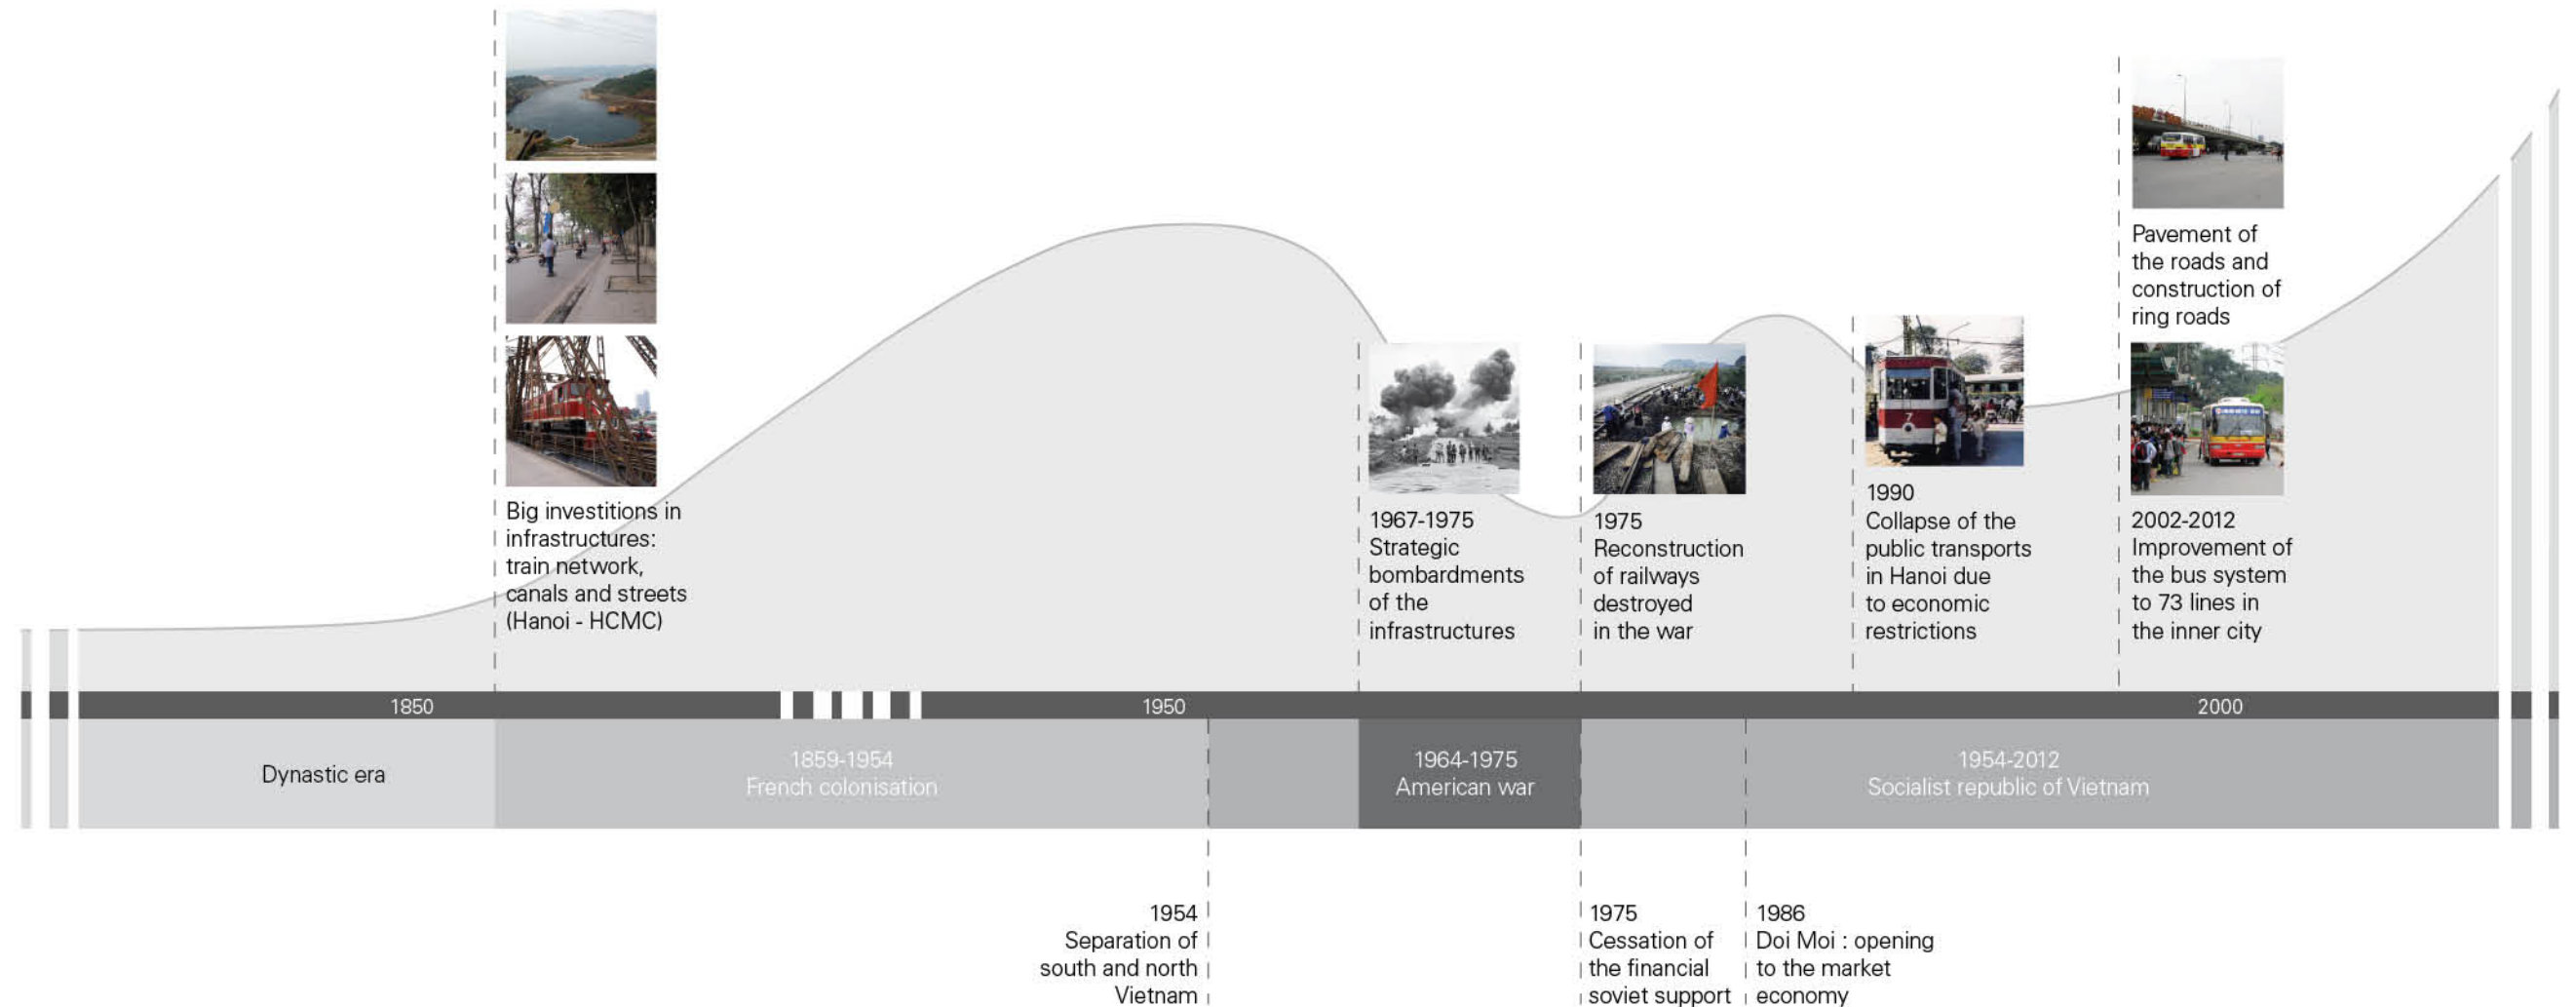 Big investitions in
infrastructures:
train network,
canals and streets
(Hanoi - HCMC)
1967-1975
Strategic
bombardments
of the
infrastructures
1975
Reconstruction
of railways
destroyed
in the war
1990
Collapse of the
public transports
in Hanoi due
to economic
restrictions
Pavement of
the roads and
construction of
ring roads
2002-2012
Improvement of
the bus system
to 73 lines in
the inner city
7
1850
1950
2000
Dynastic era
1859-1954
French colonisation
1964-1975
American war
1954-2012
Socialist republic of Vietnam
1954
Separation of
south and north
Vietnam
1975
Cessation of
the financial
soviet support
1986
Doi Moi : opening
to the market
economy